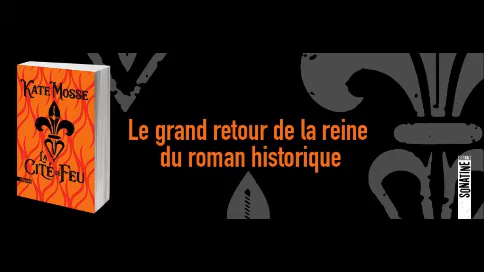 KATE MOSSE
LA
CITÉ DE FEU
Le grand retour de la reine
du roman historique
SONATINE